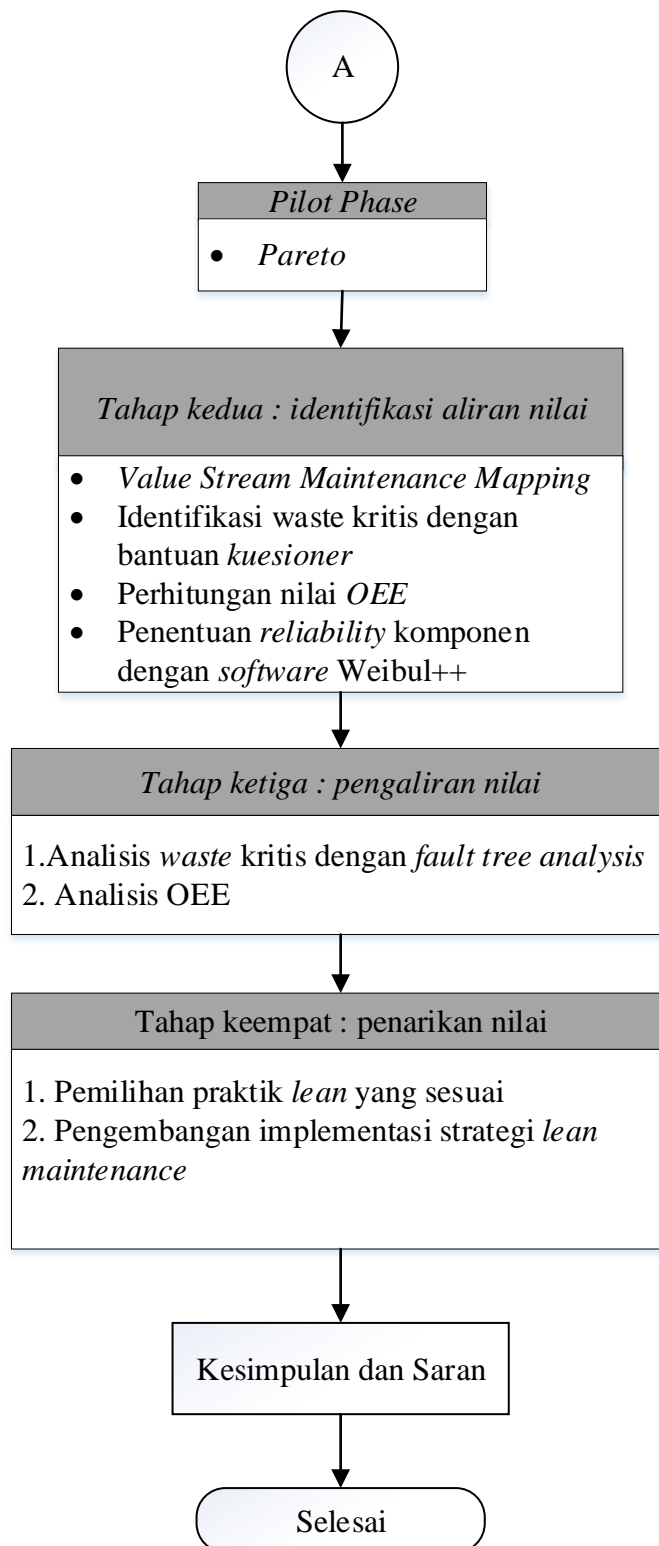 A
Pilot Phase
• Pareto
Tahap kedua : identifikasi aliran nilai
• Value Stream Maintenance Mapping
• Identifikasi waste kritis dengan
bantuan kuesioner
• Perhitungan nilai OEE
• Penentuan reliability komponen
dengan software Weibul++
Tahap ketiga : pengaliran nilai
1.Analisis waste kritis dengan fault tree analysis
2. Analisis OEE
Tahap keempat : penarikan nilai
1. Pemilihan praktik lean yang sesuai
2. Pengembangan implementasi strategi lean
maintenance
Kesimpulan dan Saran
Selesai